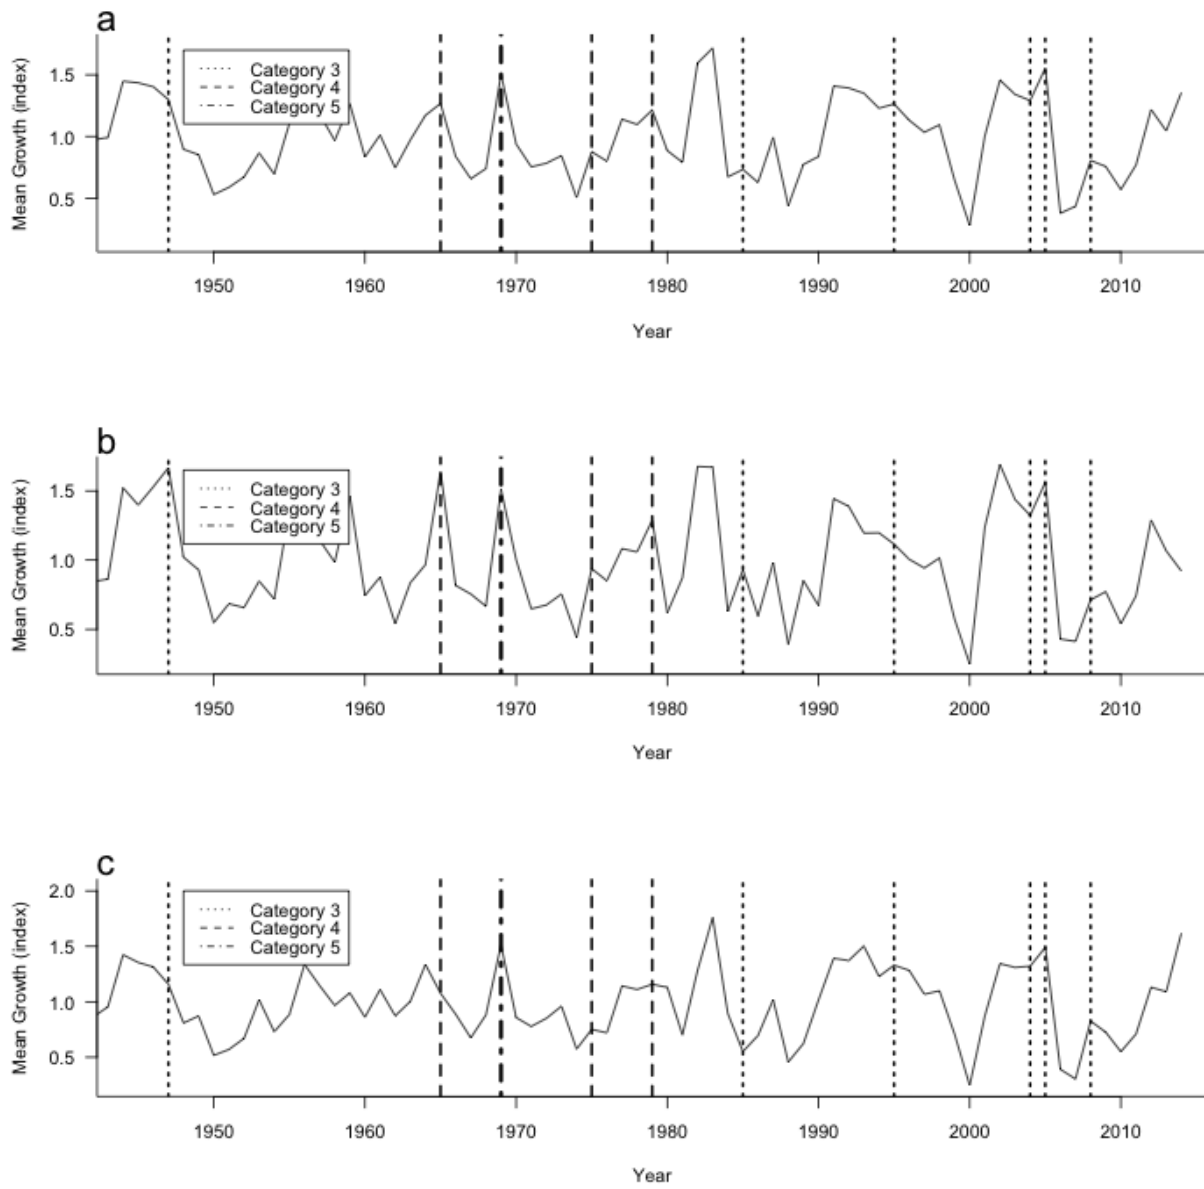 a
Mean Growth (index)
1.5
1.0
0.5
Category 3
Category 4
Category 5
1950 1960 1970 1980 1990 2000 2010
Year
b
Mean Growth (index)
1.5
1.0
0.5
Category 3
Category 4
Category 5
1950 1960 1970 1980 1990 2000 2010
Year
c
Mean Growth (index)
2.0
1.5
1.0
0.5
Category 3
Category 4
Category 5
1950 1960 1970 1980 1990 2000 2010
Year